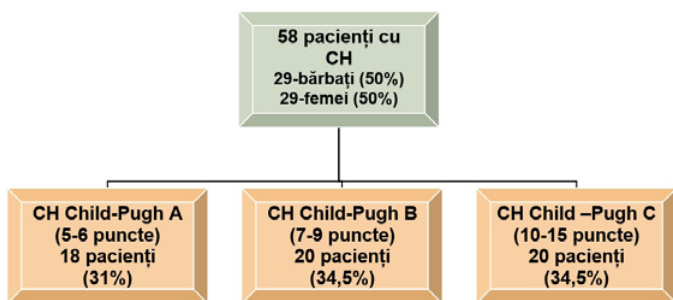 58 pacienți cu
CH
29-bărbați (50%)
29-femei (50%)
CH Child-Pugh A
(5-6 puncte)
18 pacienți
(31%)
CH Child-Pugh B
(7-9 puncte)
20 pacienți
(34,5%)
CH Child –Pugh C
(10-15 puncte)
20 pacienți
(34,5%)